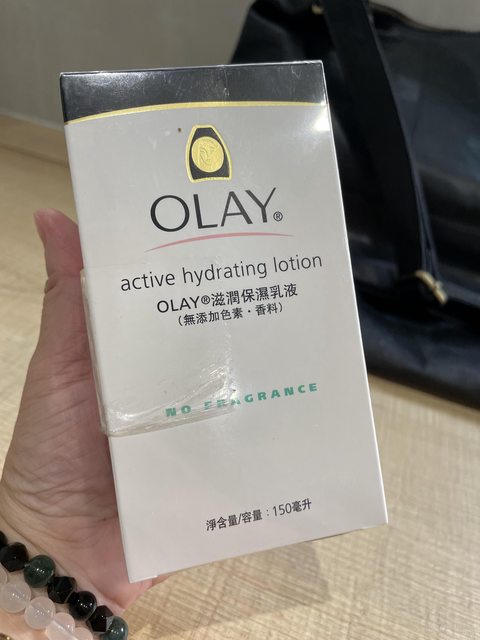 OLAY®
active hydrating lotion
OLAY®滋潤保濕乳液
(無添加色素·香料)
NO FRAGRANCE
淨含量/容量：150毫升